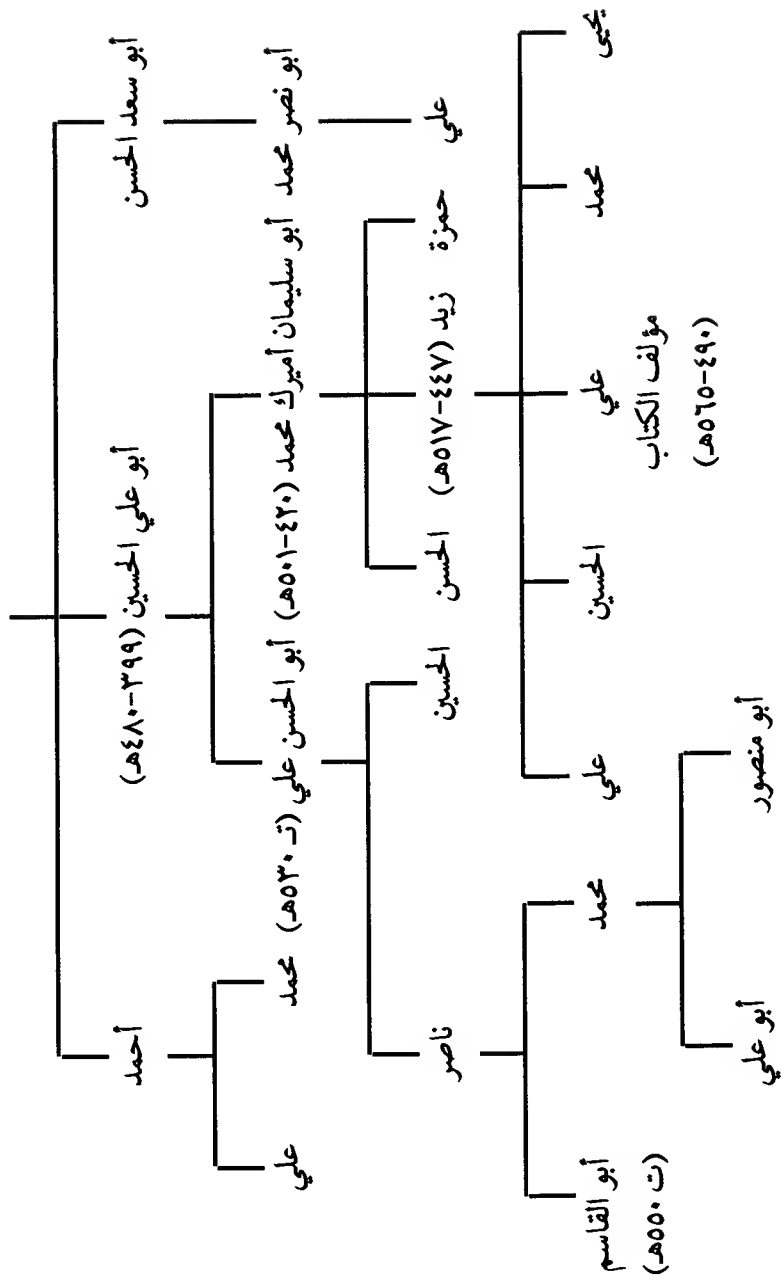 أبو سعد الحسن
أبو علي الحسين (٣٩٩-٤٨٠هـ)
أحمد
أبو نصر محمد
أبو سليمان أميرك محمد (٤٢٠-٥٠١هـ)
أبو الحسن علي (ت ٥٣٠هـ)
محمد
علي
علي
حمزة
زيد (٤٤٧-٥١٧هـ)
الحسن
الحسين
ناصر
يحيى
محمد
علي
مؤلف الكتاب
(٤٩٠-٥٦٥هـ)
الحسين
علي
محمد
أبو القاسم
(ت ٥٥٠هـ)
أبو منصور
أبو علي